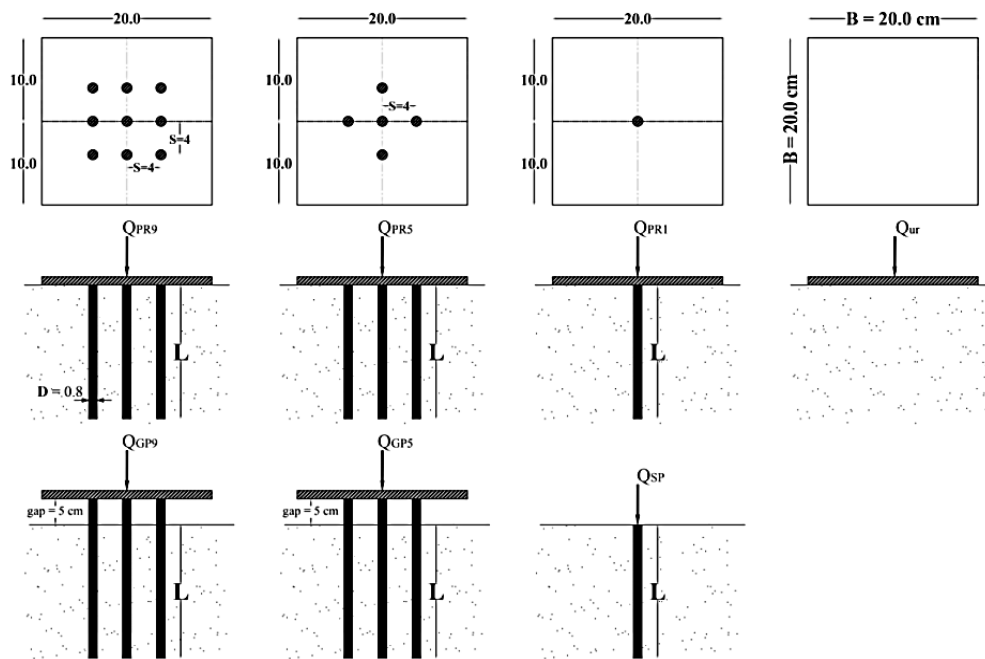 20.0
20.0
20.0
B = 20.0 cm
10.0
10.0
S=4
S=4
10.0
10.0
S=4
10.0
10.0
B = 20.0 cm
QPR9
QPR5
QPR1
Qur
L
D = 0.8
L
L
QGP9
QGP5
QSP
gap = 5 cm
gap = 5 cm
L
L
L